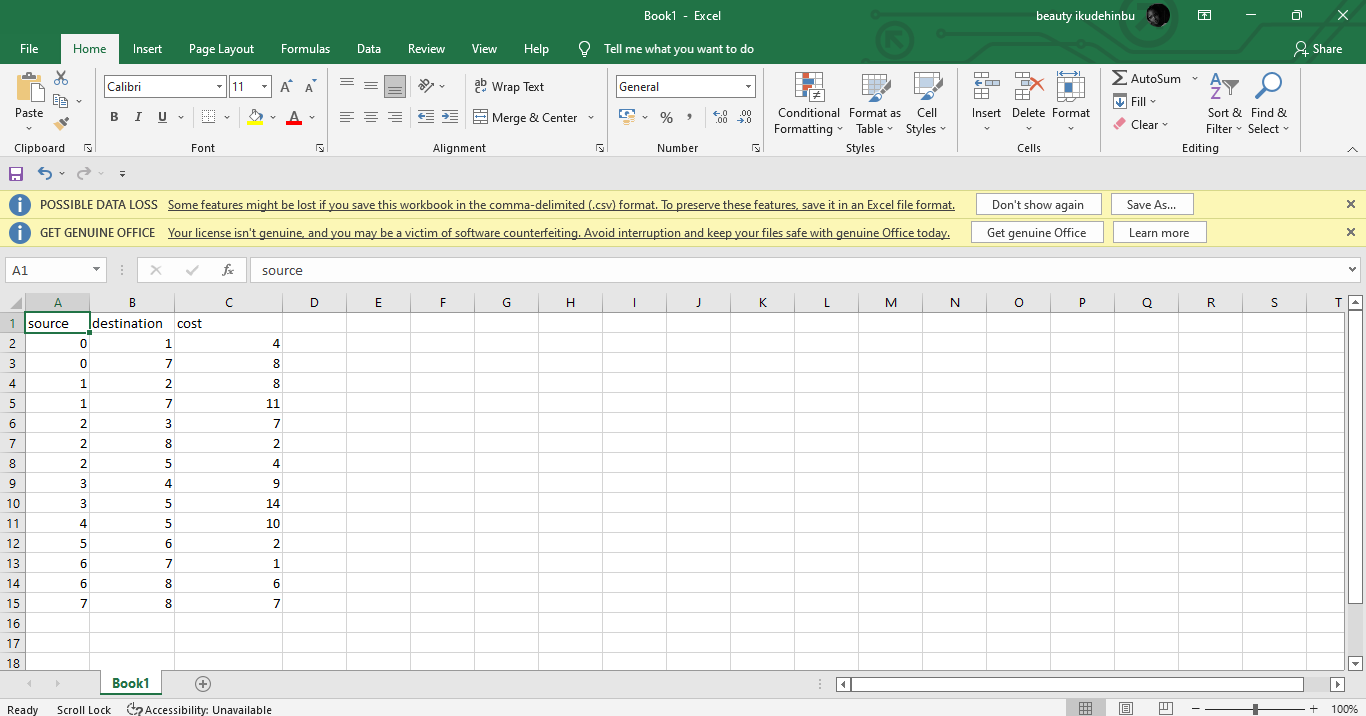 Book1 - Excel
beauty ikudehinbu
File Home Insert Page Layout Formulas Data Review View Help Tell me what you want to do Share
Paste
Calibri 11
B I U
A A A
ab Wrap Text
Merge & Center
General
% ,
Conditional Formatting
Format as Table
Cell Styles
Insert Delete Format
AutoSum
Fill
Clear
Sort & Filter
Find & Select
Clipboard Font Alignment Number Styles Cells Editing
POSSIBLE DATA LOSS Some features might be lost if you save this workbook in the comma-delimited (.csv) format. To preserve these features, save it in an Excel file format. Don't show again Save As...
GET GENUINE OFFICE Your license isn't genuine, and you may be a victim of software counterfeiting. Avoid interruption and keep your files safe with genuine Office today. Get genuine Office Learn more
A1 fx source
A B C D E F G H I J K L M N O P Q R S T
1 source destination cost
2 0 1 4
3 0 7 8
4 1 2 8
5 1 7 11
6 2 3 7
7 2 8 2
8 2 5 4
9 3 4 9
10 3 5 14
11 4 5 10
12 5 6 2
13 6 7 1
14 6 8 6
15 7 8 7
16
17
18
Book1
Ready Scroll Lock Accessibility: Unavailable 100%